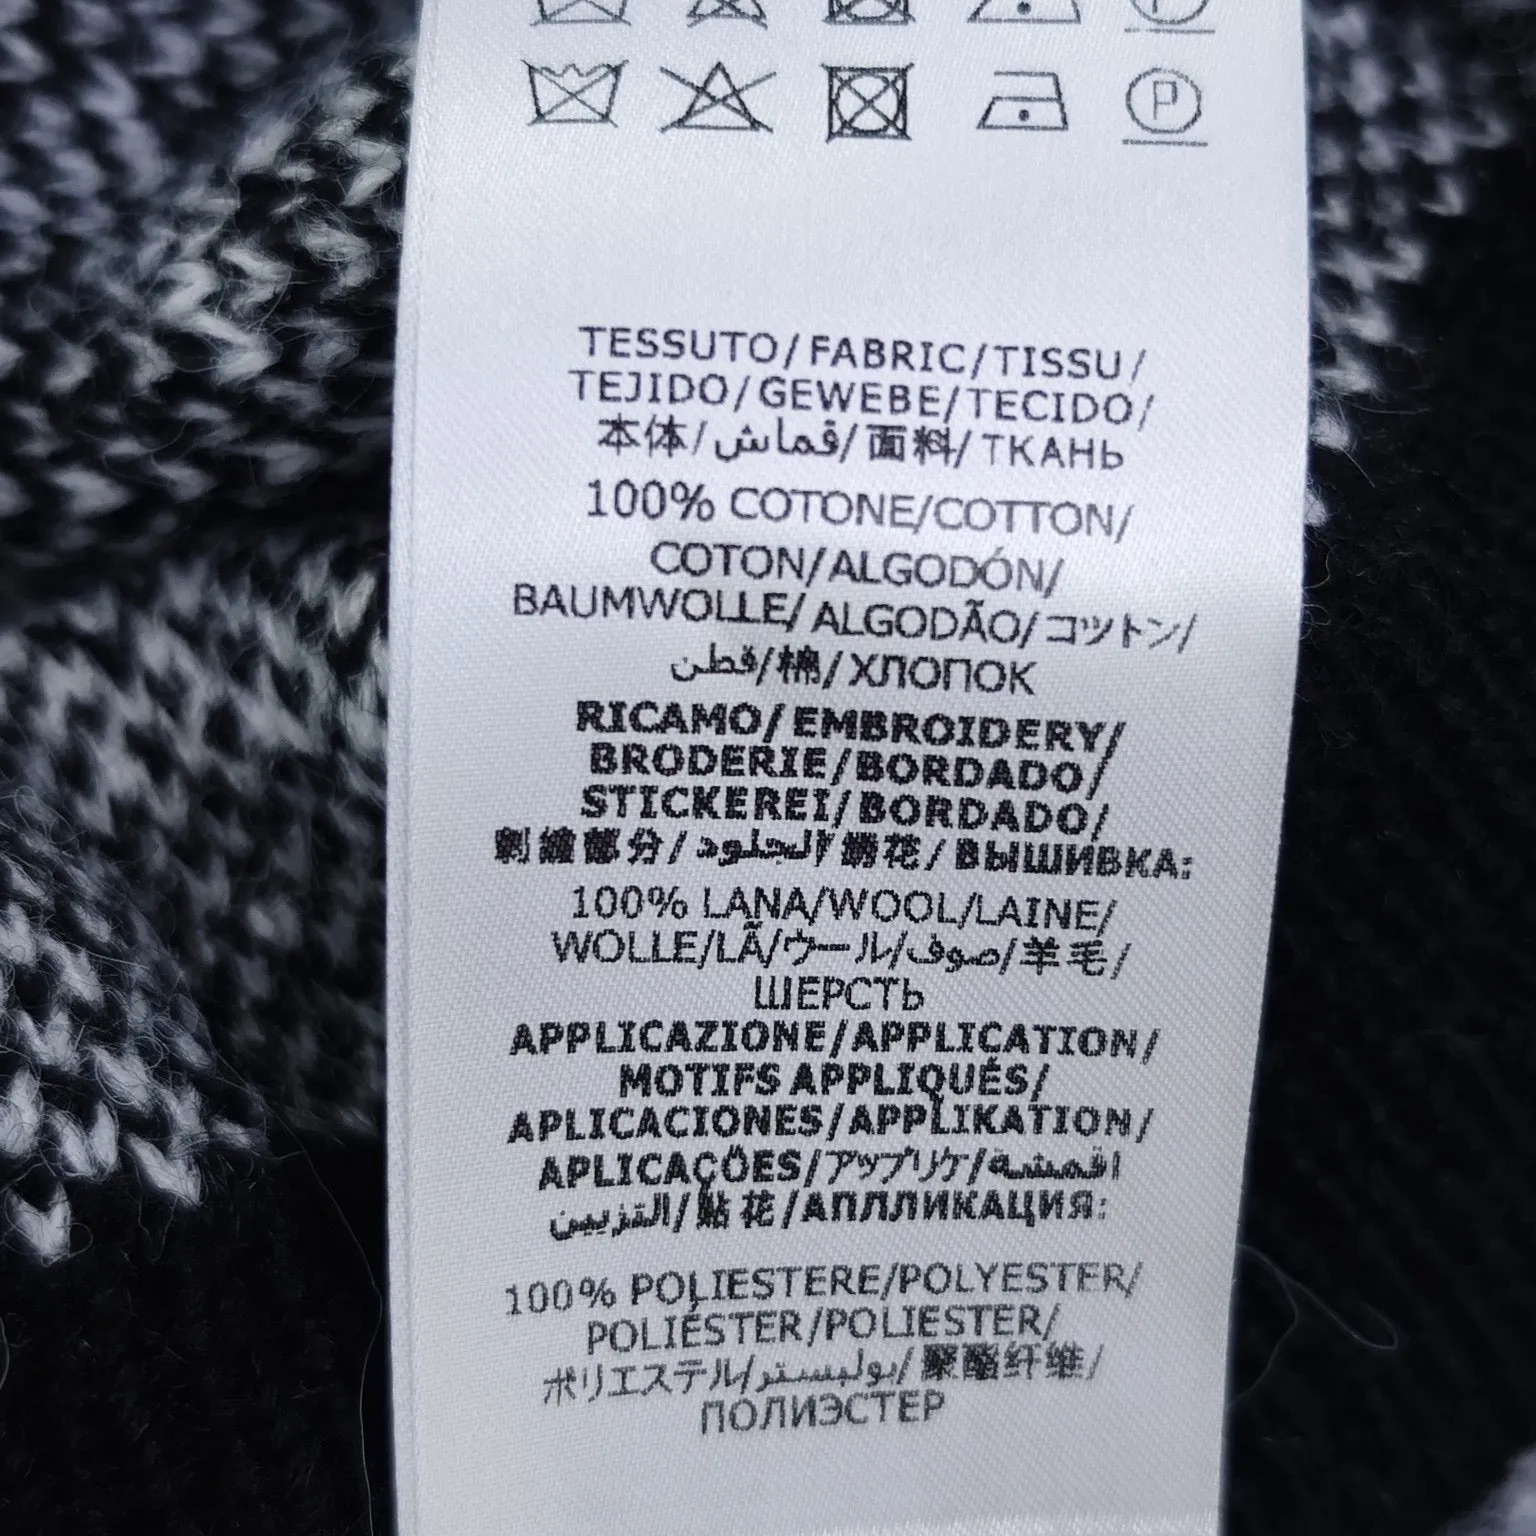 TESSUTO/FABRIC/TISSU/
TEJIDO/GEWEBE/TECIDO/
本体/قماش/面料/ТКАНЬ
100% COTONE/COTTON/
COTON/ALGODÓN/
BAUMWOLLE/ALGODÃO/コットン/
قطن/棉/ХЛОПОК
RICAMO/EMBROIDERY/
BRODERIE/BORDADO/
STICKEREI/BORDADO/
刺繍部分/الجلود/绣花/ВЫШИВКА:
100% LANA/WOOL/LAINE/
WOLLE/LÃ/ウール/صوف/羊毛/
ШЕРСТЬ
APPLICAZIONE/APPLICATION/
MOTIFS APPLIQUÉS/
APLICACIONES/APPLIKATION/
APLICAÇÕES/アップリケ/اقمشة
التزيين/贴花/АППЛИКАЦИЯ:
100% POLIESTERE/POLYESTER/
POLIÉSTER/POLIESTER/
ポリエステル/بوليستر/聚酯纤维/
ПОЛИЭСТЕР